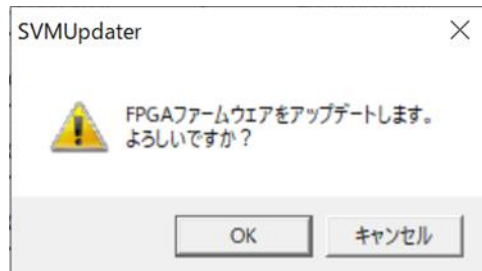 SVMUpdater
FPGAファームウェアをアップデートします。
よろしいですか？
OK
キャンセル